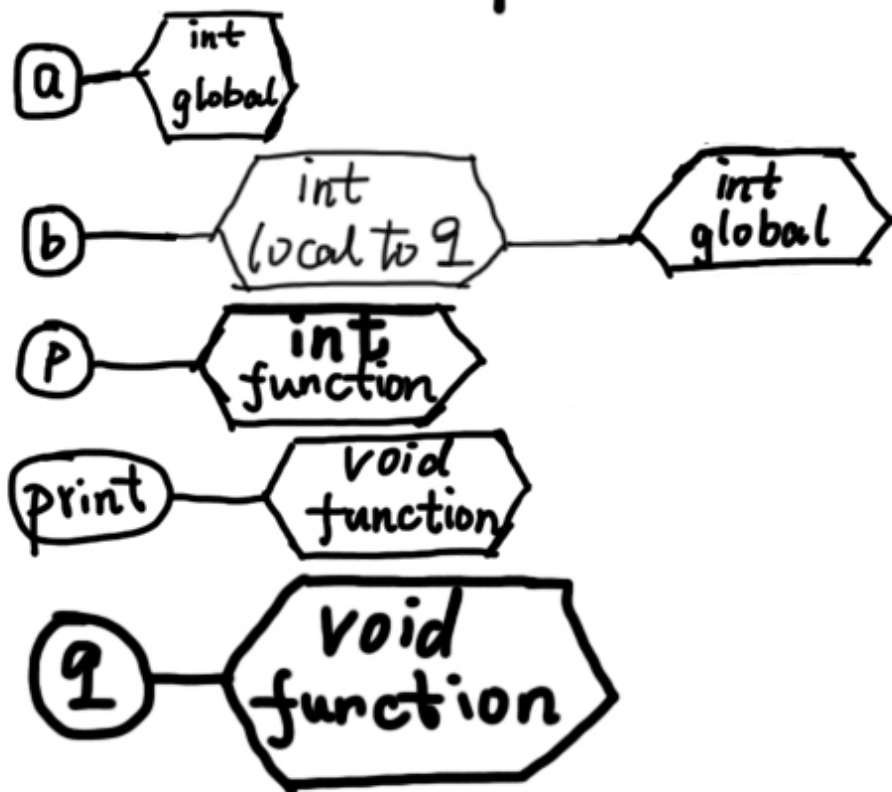 a
int
global
b
int
local to q
int
global
p
int
function
print
void
function
q
void
function